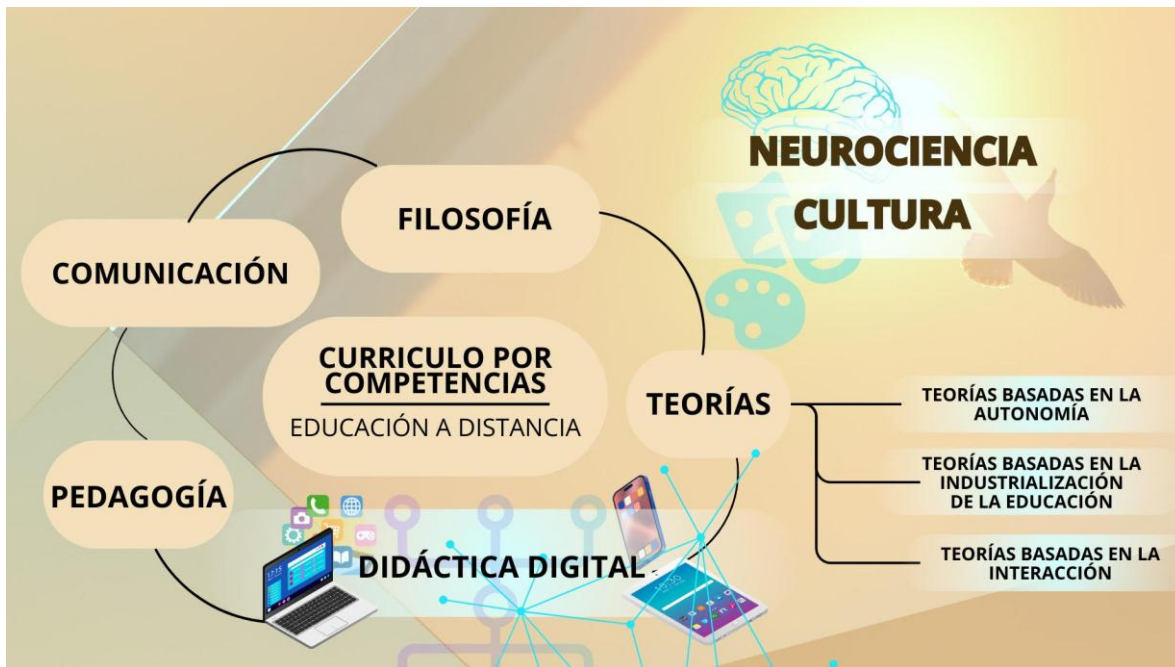 NEUROCIENCIA
CULTURA
FILOSOFÍA
COMUNICACIÓN
CURRICULO POR
COMPETENCIAS
EDUCACIÓN A DISTANCIA
TEORÍAS
TEORÍAS BASADAS EN LA
AUTONOMÍA
TEORÍAS BASADAS EN LA
INDUSTRIALIZACIÓN
DE LA EDUCACIÓN
TEORÍAS BASADAS EN LA
INTERACCIÓN
PEDAGOGÍA
DIDÁCTICA DIGITAL